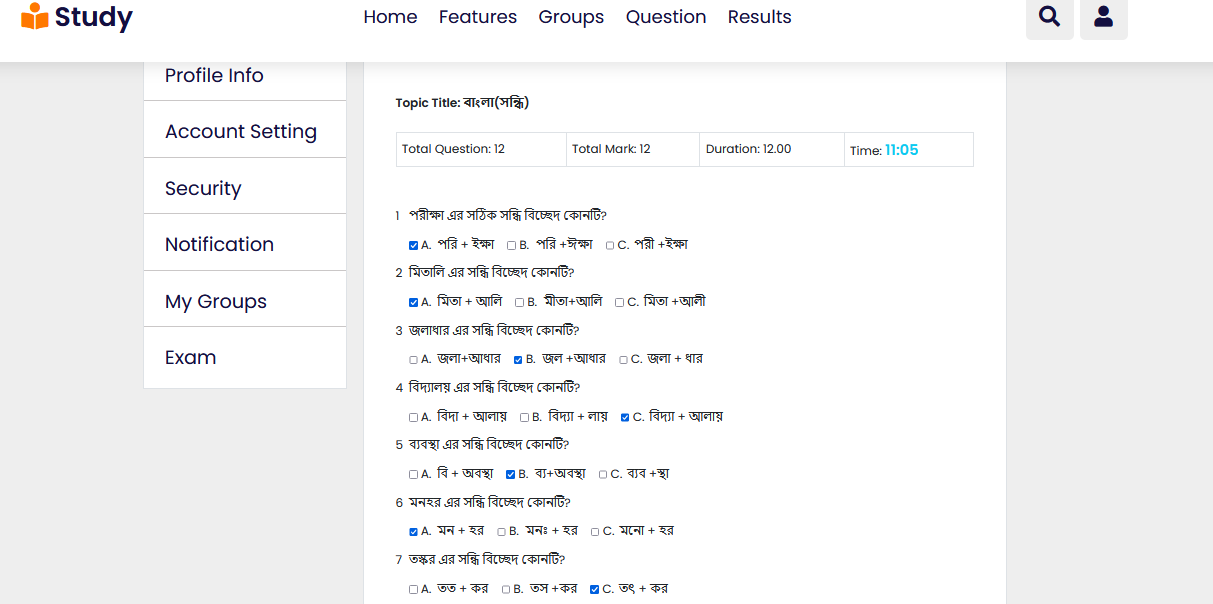 Study
Home Features Groups Question Results
Profile Info
Account Setting
Security
Notification
My Groups
Exam
Topic Title: বাংলা(সন্ধি)
Total Question: 12 Total Mark: 12 Duration: 12.00 Time: 11:05
1 পরীক্ষা এর সঠিক সন্ধি বিচ্ছেদ কোনটি?
A. পরি + ইক্ষা B. পরি +ঈক্ষা C. পরী +ইক্ষা
2 মিতালি এর সন্ধি বিচ্ছেদ কোনটি?
A. মিতা + আলি B. মীতা+আলি C. মিতা +আলী
3 জলাধার এর সন্ধি বিচ্ছেদ কোনটি?
A. জলা+আধার B. জল +আধার C. জলা + ধার
4 বিদ্যালয় এর সন্ধি বিচ্ছেদ কোনটি?
A. বিদা + আলায় B. বিদ্যা + লায় C. বিদ্যা + আলায়
5 ব্যবস্থা এর সন্ধি বিচ্ছেদ কোনটি?
A. বি + অবস্থা B. ব্য+অবস্থা C. ব্যব +স্থা
6 মনহর এর সন্ধি বিচ্ছেদ কোনটি?
A. মন + হর B. মনঃ + হর C. মনো + হর
7 তস্কর এর সন্ধি বিচ্ছেদ কোনটি?
A. তত + কর B. তস +কর C. তৎ + কর